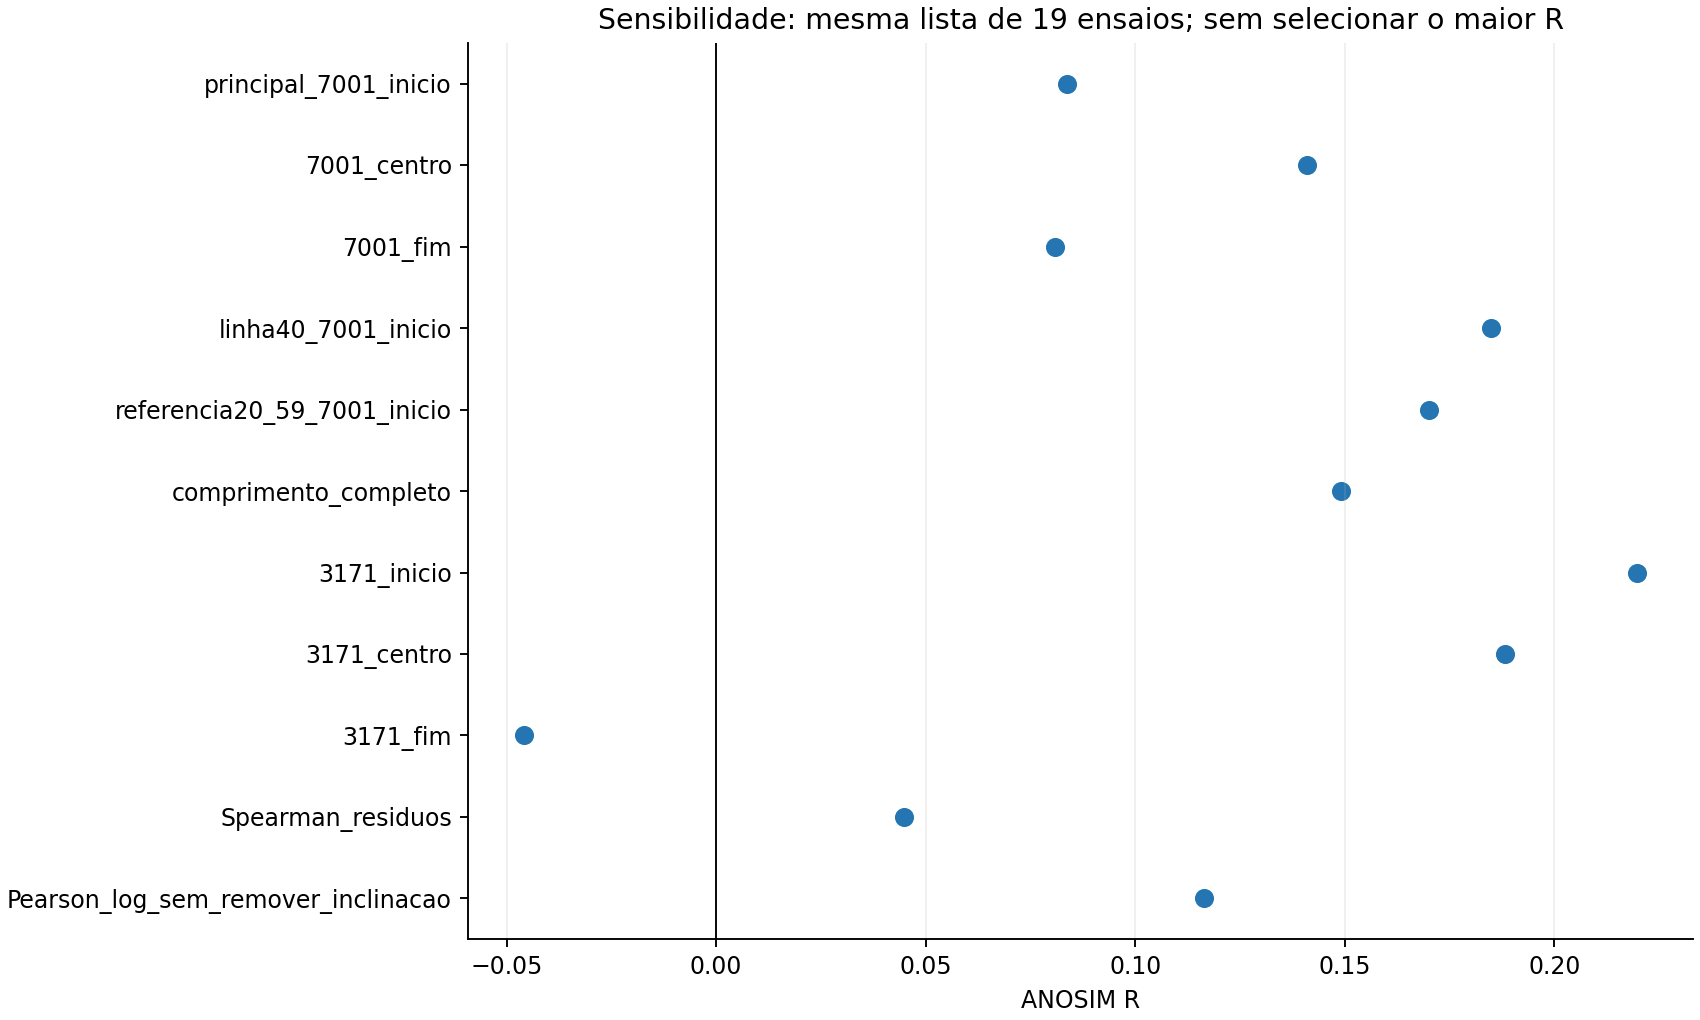 Sensibilidade: mesma lista de 19 ensaios; sem selecionar o maior R
principal_7001_inicio
7001_centro
7001_fim
linha40_7001_inicio
referencia20_59_7001_inicio
comprimento_completo
3171_inicio
3171_centro
3171_fim
Spearman_residuos
Pearson_log_sem_remover_inclinacao
−0.05 0.00 0.05 0.10 0.15 0.20
ANOSIM R